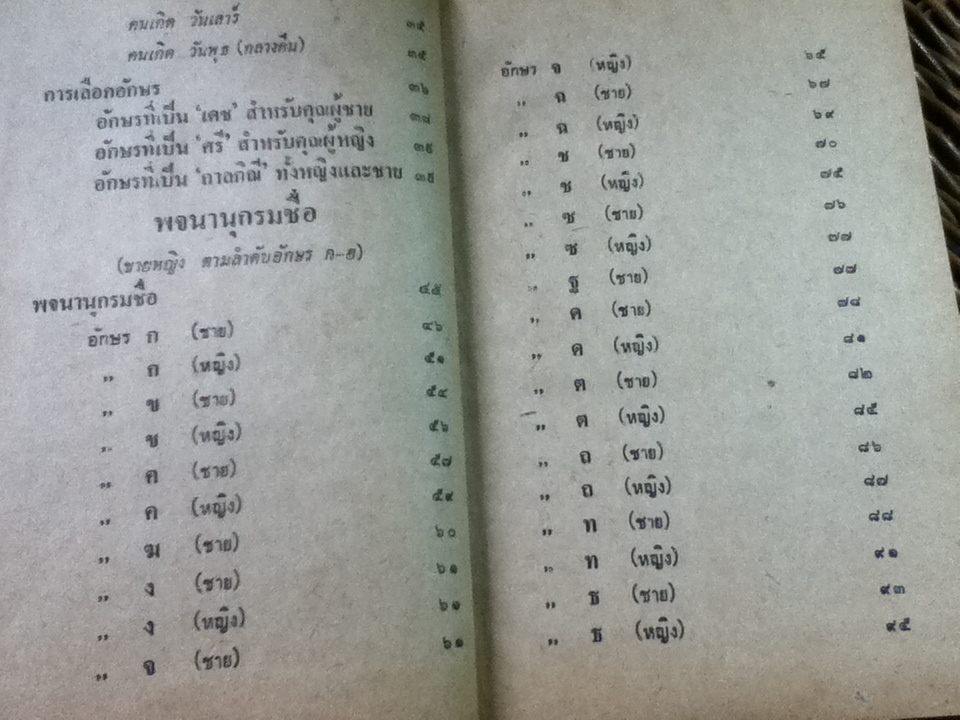 คนเกิด วันเสาร์ ๓๕
คนเกิด วันพุธ (กลางคืน) ๓๕
การเลือกอักษร ๓๖
อักษรที่เป็น ‘เดช’ สำหรับคุณผู้ชาย ๓๘
อักษรที่เป็น ‘ศรี’ สำหรับคุณผู้หญิง ๓๙
อักษรที่เป็น ‘กาลกิณี’ ทั้งหญิงและชาย ๓๙
พจนานุกรมชื่อ
(ชายหญิง ตามลำดับอักษร ก-ฮ)
พจนานุกรมชื่อ ๔๕
อักษร ก (ชาย) ๔๖
,, ก (หญิง) ๕๑
,, ข (ชาย) ๕๔
,, ข (หญิง) ๕๖
,, ค (ชาย) ๕๗
,, ค (หญิง) ๕๙
,, ฆ (ชาย) ๖๐
,, ง (ชาย) ๖๑
,, ง (หญิง) ๖๑
,, จ (ชาย) ๖๑
อักษร จ (หญิง) ๖๕
,, ฉ (ชาย) ๖๗
,, ฉ (หญิง) ๖๙
,, ช (ชาย) ๗๐
,, ช (หญิง) ๗๕
,, ซ (ชาย) ๗๖
,, ซ (หญิง) ๗๗
,, ฐ (ชาย) ๗๗
,, ด (ชาย) ๗๘
,, ด (หญิง) ๘๑
,, ต (ชาย) ๘๒
,, ต (หญิง) ๘๕
,, ถ (ชาย) ๘๖
,, ถ (หญิง) ๘๗
,, ท (ชาย) ๘๘
,, ท (หญิง) ๙๑
,, ธ (ชาย) ๙๓
,, ธ (หญิง) ๙๕